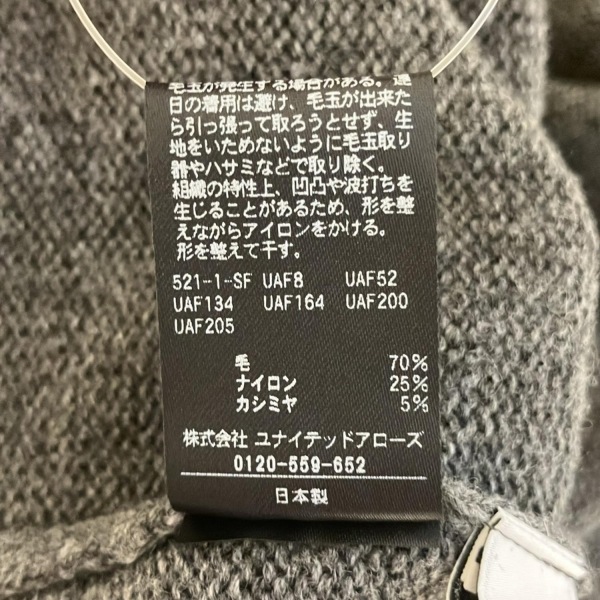 毛玉が発生する場合がある。連
日の着用は避け、毛玉が出来た
ら引っ張って取ろうとせず、生
地をいためないように毛玉取り
器やハサミなどで取り除く。
組織の特性上、凹凸や波打ちを
生じることがあるため、形を整
えながらアイロンをかける。
形を整えて干す。
521-1-SF UAF8 UAF52
UAF134 UAF164 UAF200
UAF205
毛 70%
ナイロン 25%
カシミヤ 5%
株式会社 ユナイテッドアローズ
0120-559-652
日本製